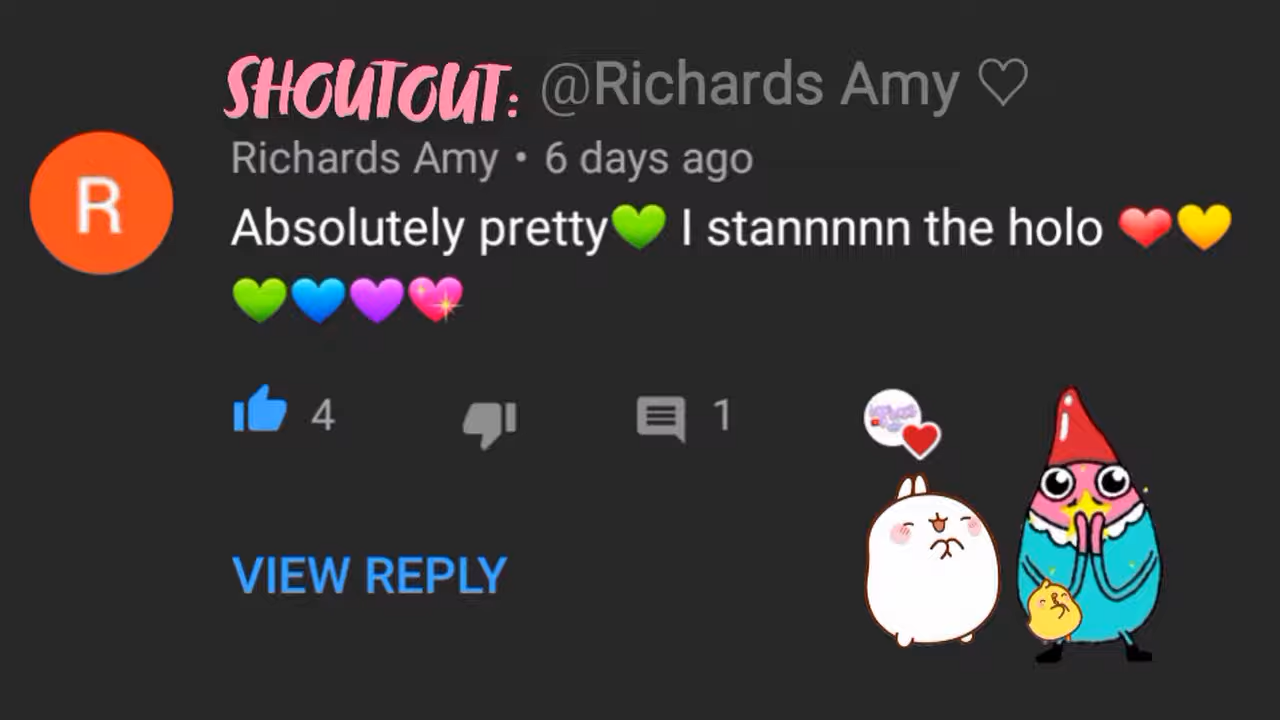 SHOUTOUT: @Richards Amy ♡
R
Richards Amy • 6 days ago
Absolutely pretty💚 I stannnnn the holo ❤️💛
💚💙💜💖
4 1
VIEW REPLY